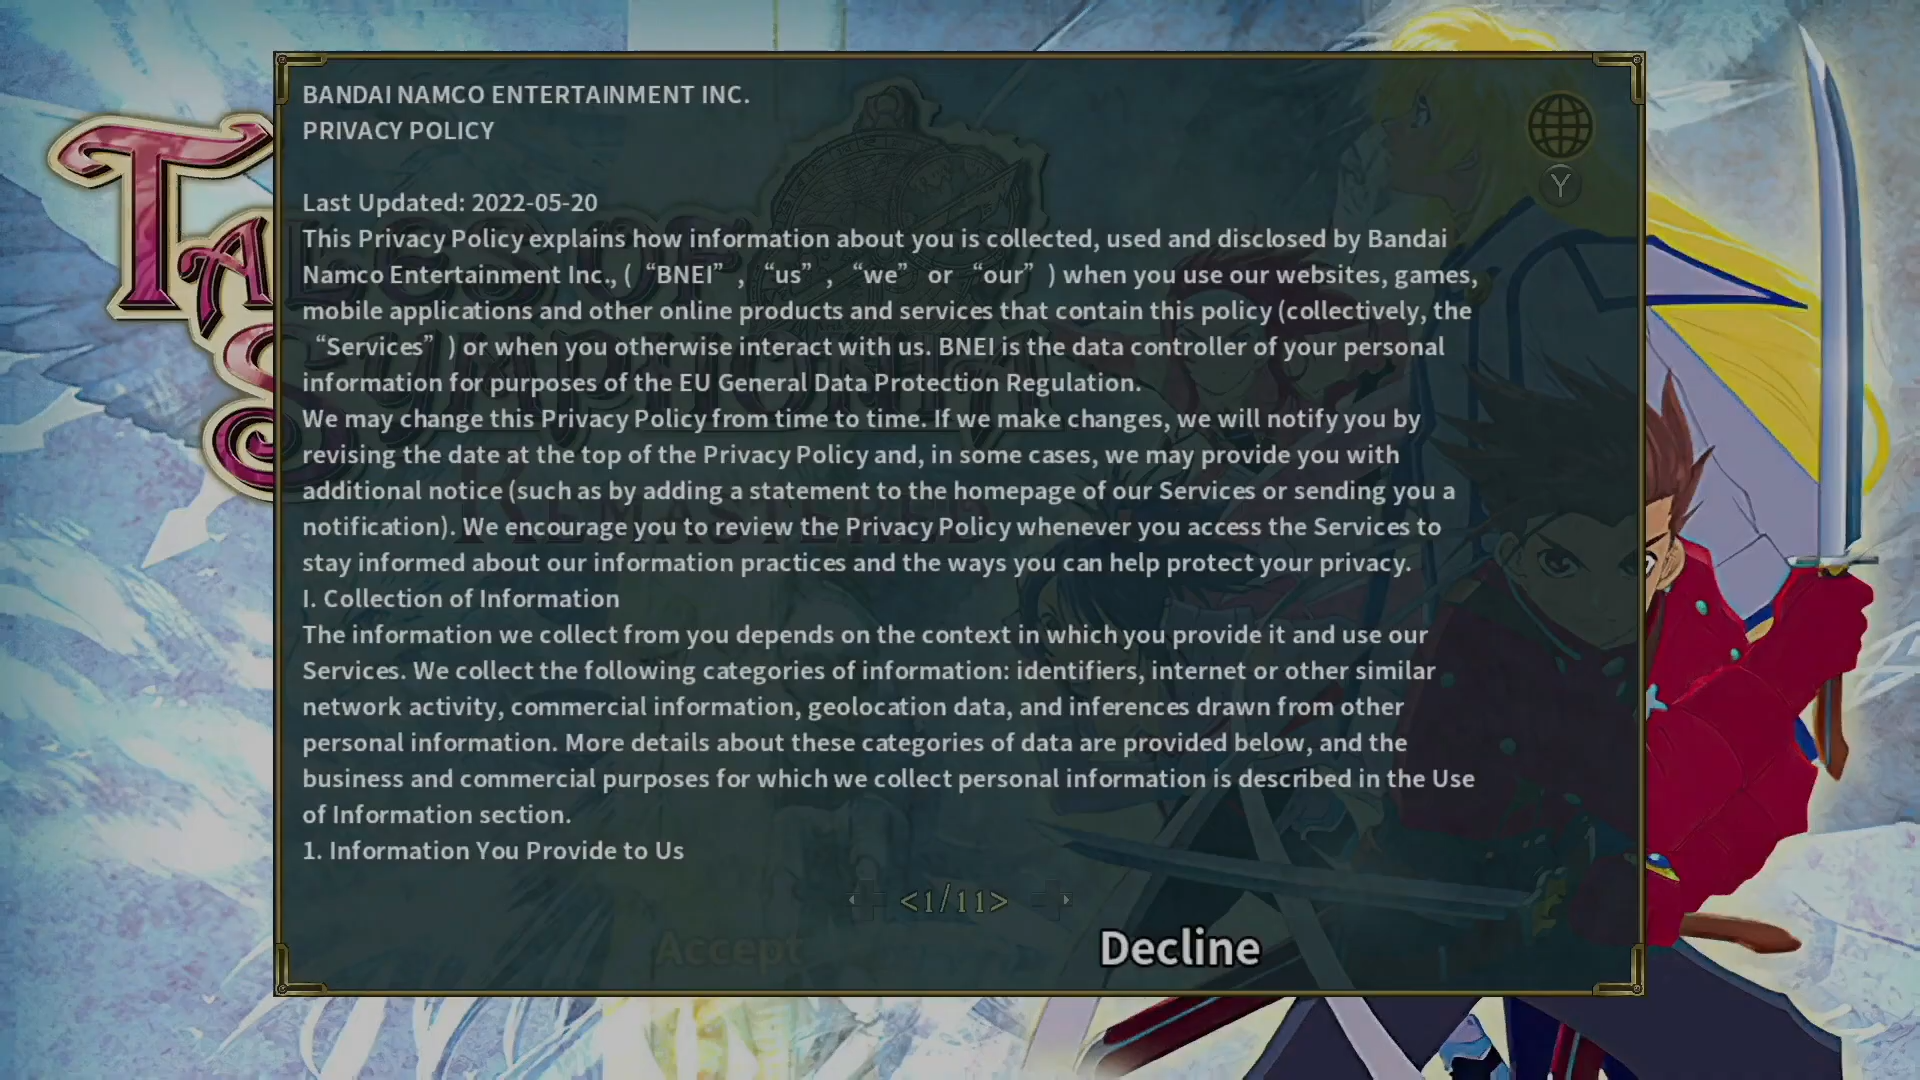 BANDAI NAMCO ENTERTAINMENT INC.
PRIVACY POLICY
Last Updated: 2022-05-20
This Privacy Policy explains how information about you is collected, used and disclosed by Bandai
Namco Entertainment Inc., ( “BNEI” , “us” , “we” or “our” ) when you use our websites, games,
mobile applications and other online products and services that contain this policy (collectively, the
“Services” ) or when you otherwise interact with us. BNEI is the data controller of your personal
information for purposes of the EU General Data Protection Regulation.
We may change this Privacy Policy from time to time. If we make changes, we will notify you by
revising the date at the top of the Privacy Policy and, in some cases, we may provide you with
additional notice (such as by adding a statement to the homepage of our Services or sending you a
notification). We encourage you to review the Privacy Policy whenever you access the Services to
stay informed about our information practices and the ways you can help protect your privacy.
I. Collection of Information
The information we collect from you depends on the context in which you provide it and use our
Services. We collect the following categories of information: identifiers, internet or other similar
network activity, commercial information, geolocation data, and inferences drawn from other
personal information. More details about these categories of data are provided below, and the
business and commercial purposes for which we collect personal information is described in the Use
of Information section.
1. Information You Provide to Us
<1/11>
Accept Decline
Y
TALES OF
SYMPHONIA
REMASTERED